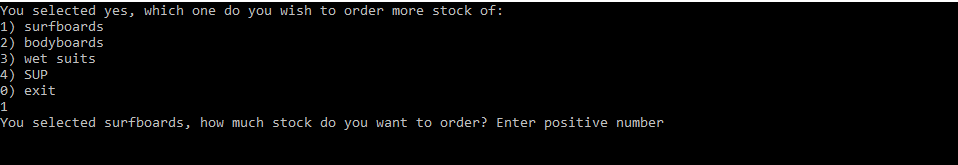 You selected yes, which one do you wish to order more stock of:
1) surfboards
2) bodyboards
3) wet suits
4) SUP
0) exit
1
You selected surfboards, how much stock do you want to order? Enter positive number